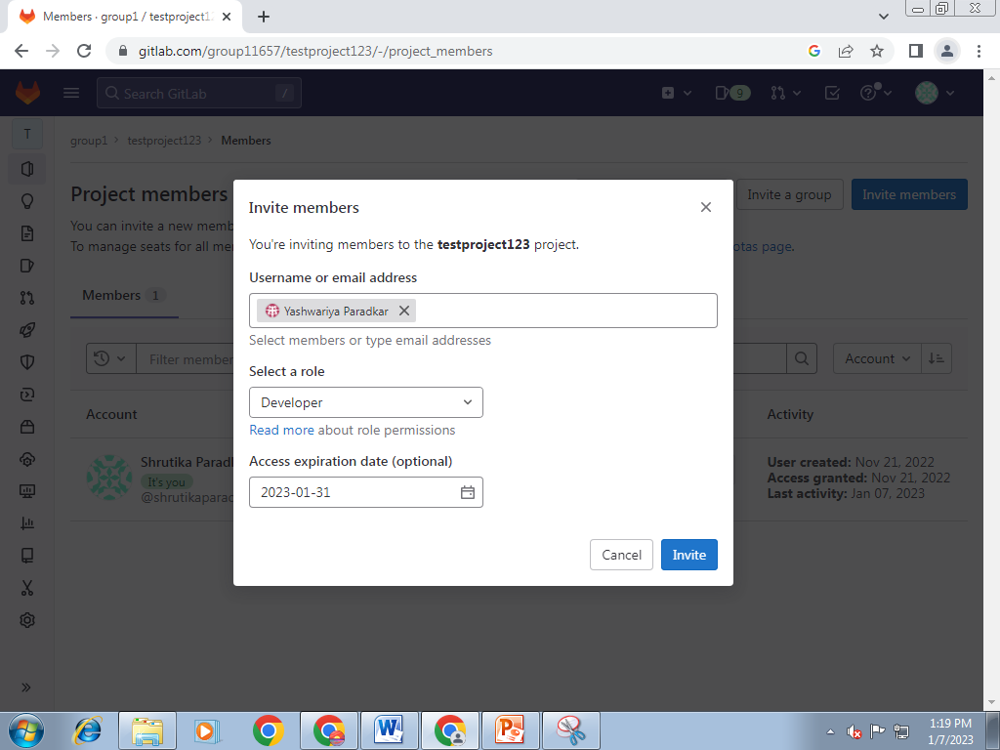 Members · group1 / testproject12
gitlab.com/group11657/testproject123/-/project_members
Search GitLab
/
9
T
group1 › testproject123 › Members
Project members
Invite a group
Invite members
You can invite a new memb
To manage seats for all me
otas page.
Members 1
Filter member
Account
Account
Activity
Shrutika Parad
It's you
@shrutikaparad
User created: Nov 21, 2022
Access granted: Nov 21, 2022
Last activity: Jan 07, 2023
Invite members
You're inviting members to the testproject123 project.
Username or email address
Yashwariya Paradkar
Select members or type email addresses
Select a role
Developer
Read more about role permissions
Access expiration date (optional)
2023-01-31
Cancel
Invite
1:19 PM
1/7/2023